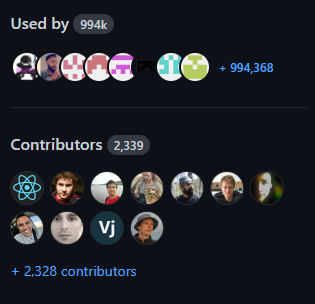 Used by 994k
+ 994,368
Contributors 2,339
Vj
+ 2,328 contributors